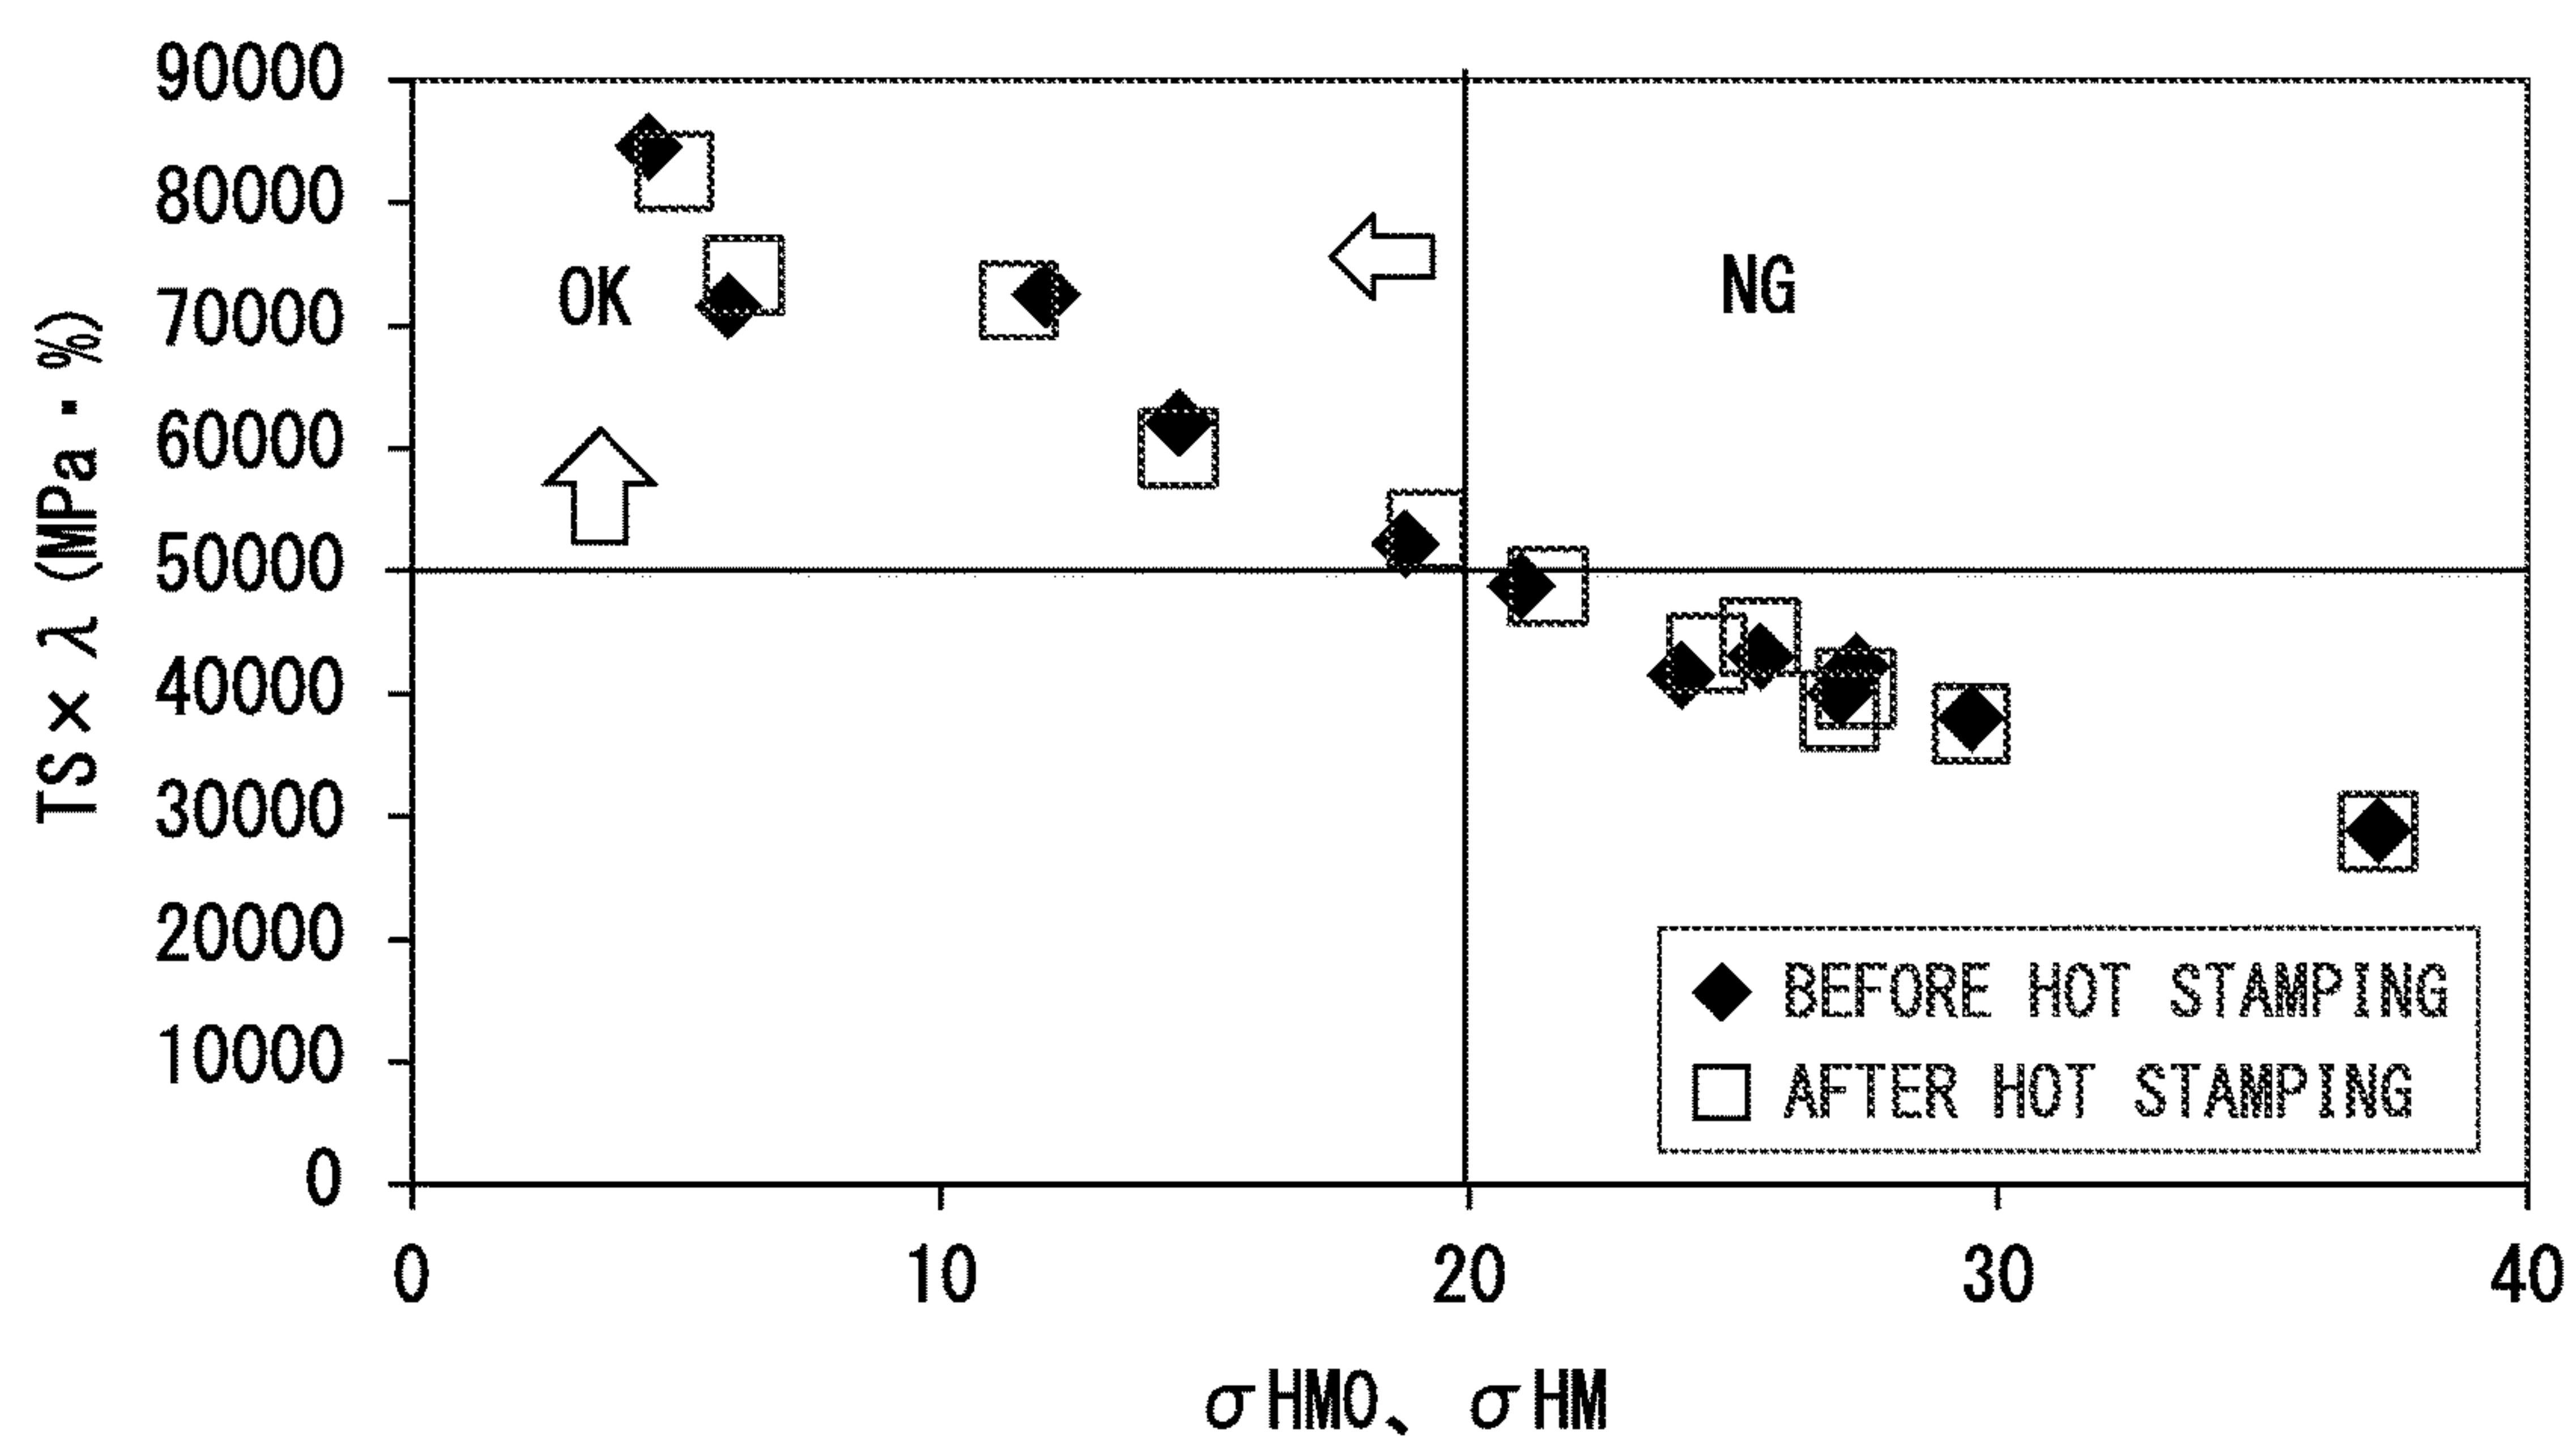 TS×λ(MPa・%)
90000
80000
70000
60000
50000
40000
30000
20000
10000
0
OK
NG
◆ BEFORE HOT STAMPING
□ AFTER HOT STAMPING
0 10 20 30 40
σHMO、σHM